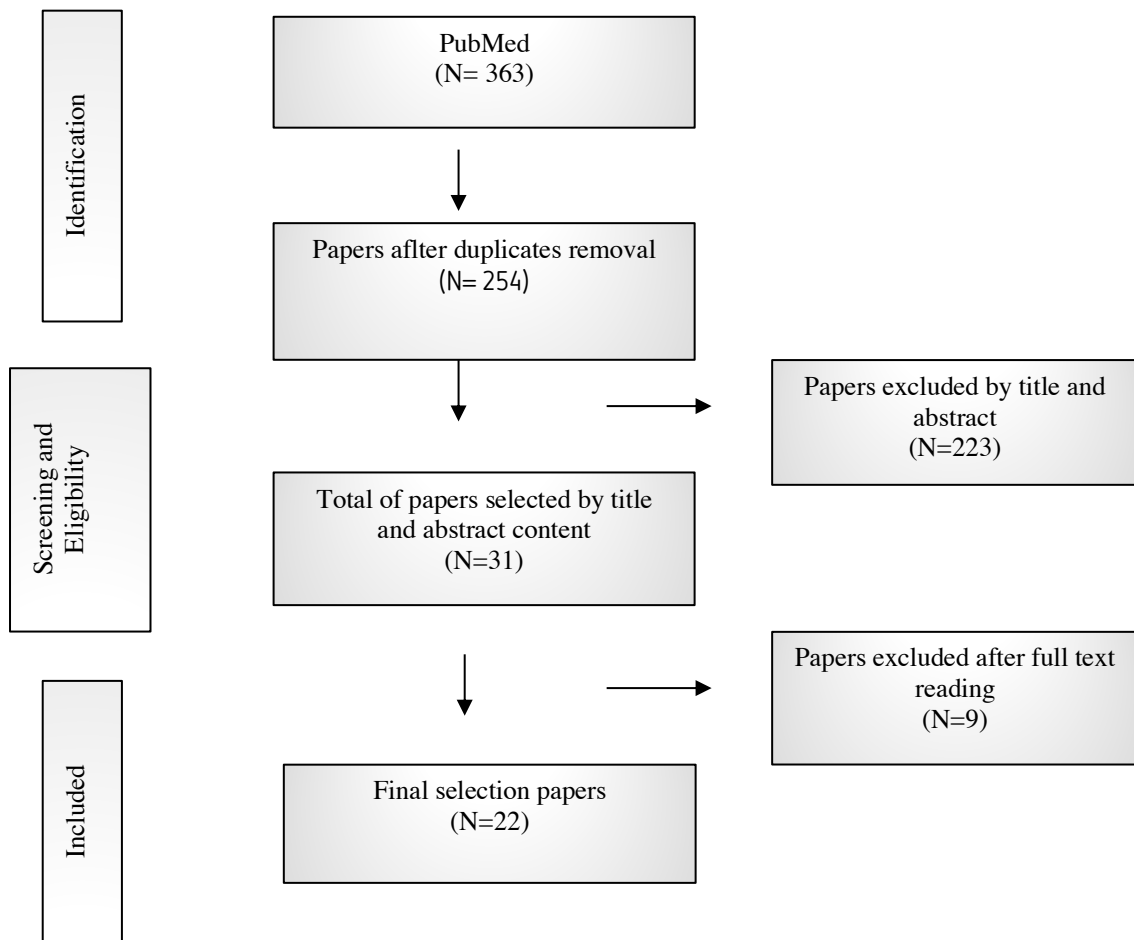 Identification
PubMed
(N= 363)
Papers aflter duplicates removal
(N= 254)
Screening and
Eligibility
Papers excluded by title and
abstract
(N=223)
Total of papers selected by title
and abstract content
(N=31)
Papers excluded after full text
reading
(N=9)
Included
Final selection papers
(N=22)